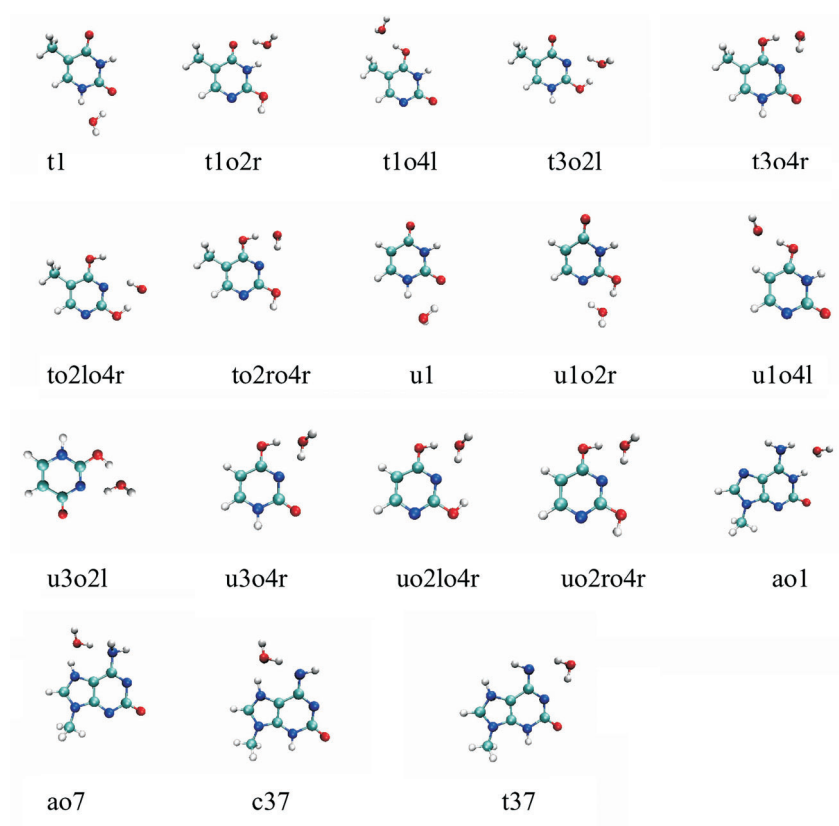 t1 t1o2r t1o4l t3o2l t3o4r
to2lo4r to2ro4r u1 u1o2r u1o4l
u3o2l u3o4r uo2lo4r uo2ro4r ao1
ao7 c37 t37